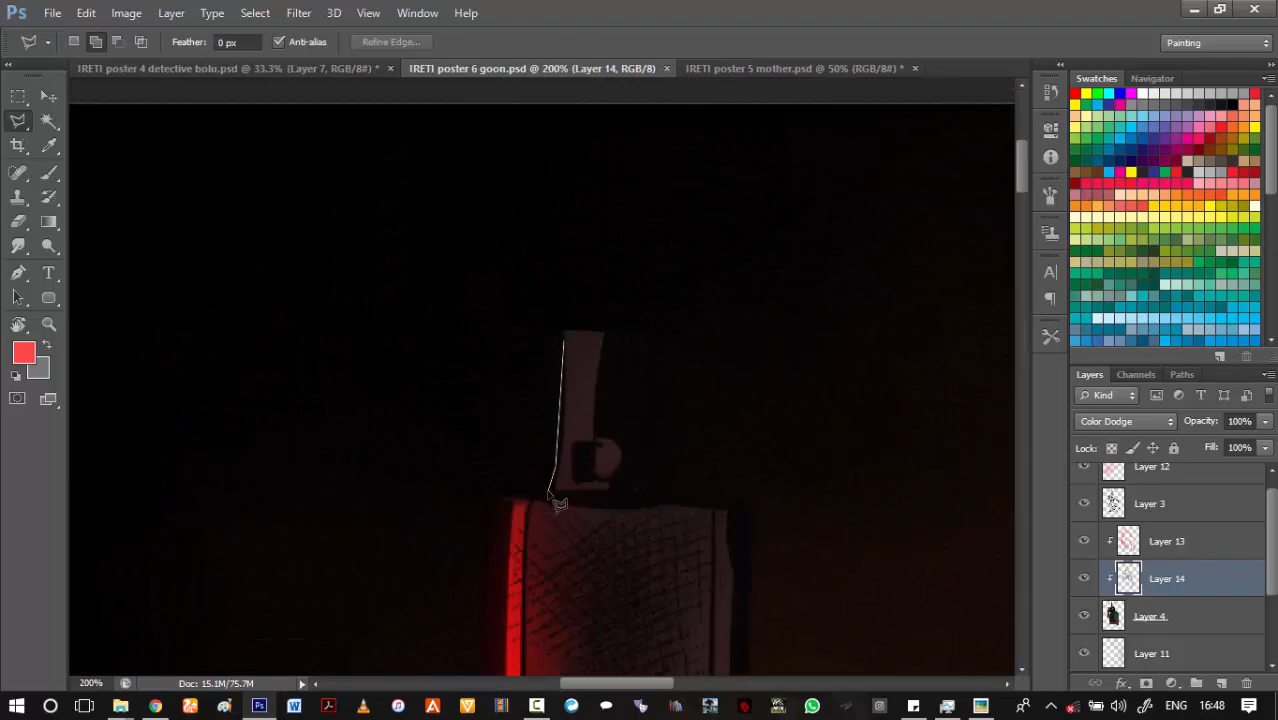 Ps File Edit Image Layer Type Select Filter 3D View Window Help
Feather: 0 px Anti-alias Refine Edge... Painting
IRETI poster 4 detective bolu.psd @ 33.3% (Layer 7, RGB/8#) * × IRETI poster 6 goon.psd @ 200% (Layer 14, RGB/8) × IRETI poster 5 mother.psd @ 50% (RGB/8#) * ×
Swatches Navigator
Layers Channels Paths
Kind
Color Dodge Opacity: 100%
Lock: Fill: 100%
Layer 12
Layer 3
Layer 13
Layer 14
Layer 4
Layer 11
200% Doc: 15.1M/75.7M
ENG 16:48